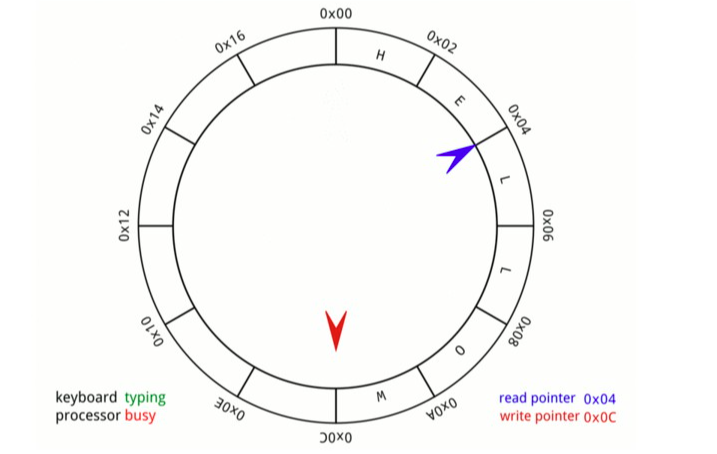 0x00
0x02
0x04
0x06
0x08
0x0A
0x0C
0x0E
0x10
0x12
0x14
0x16
H
E
L
L
O
W
keyboard typing
processor busy
read pointer 0x04
write pointer 0x0C